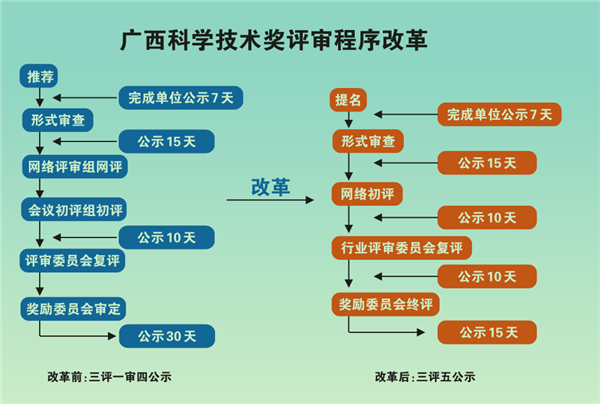 广西科学技术奖评审程序改革
推荐
完成单位公示7天
形式审查
公示15天
网络评审组网评
会议初评组初评
公示10天
评审委员会复评
奖励委员会审定
公示30天
改革前:三评一审四公示
改革
提名
完成单位公示7天
形式审查
公示15天
网络初评
公示10天
行业评审委员会复评
公示10天
奖励委员会终评
公示15天
改革后:三评五公示